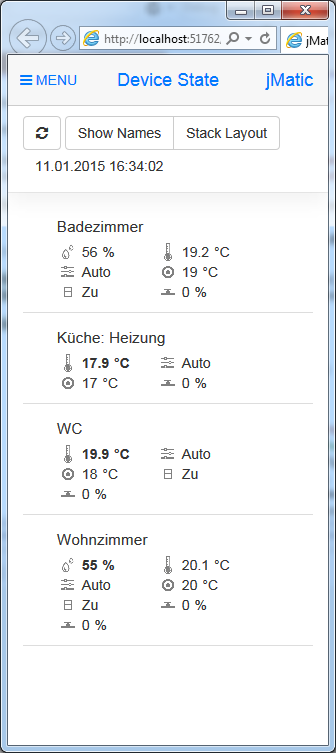 http://localhost:51762
jMa
MENU Device State jMatic
Show Names Stack Layout
11.01.2015 16:34:02
Badezimmer
56 % 19.2 °C
Auto 19 °C
Zu 0 %
Küche: Heizung
17.9 °C Auto
17 °C 0 %
WC
19.9 °C Auto
18 °C Zu
0 %
Wohnzimmer
55 % 20.1 °C
Auto 20 °C
Zu 0 %
0 %